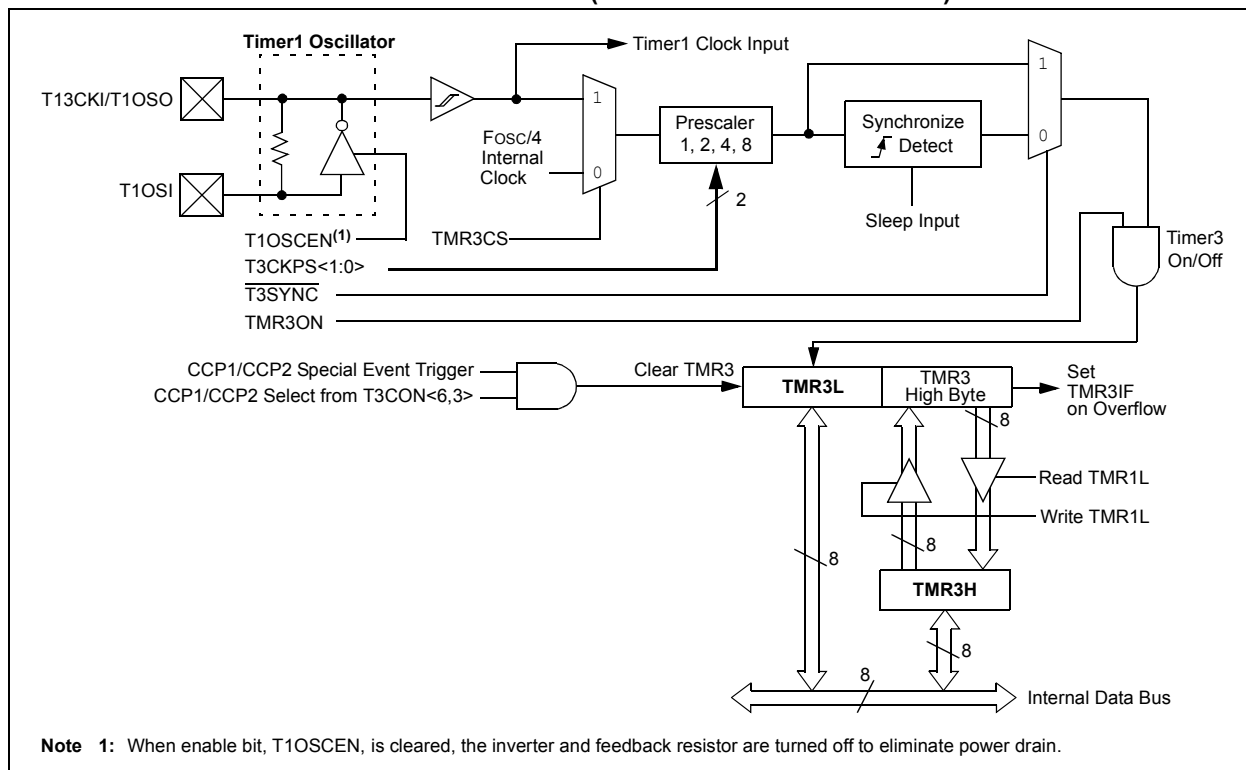 Timer1 Oscillator
Timer1 Clock Input
1
T13CKI/T1OSO
1
FOSC/4
Internal
Clock
0
Prescaler
1, 2, 4, 8
Synchronize
Detect
0
T1OSI
2
Sleep Input
T1OSCEN(1)
TMR3CS
Timer3
On/Off
T3CKPS<1:0>
T3SYNC
TMR3ON
CCP1/CCP2 Special Event Trigger
CCP1/CCP2 Select from T3CON<6,3>
Clear TMR3
TMR3L
TMR3
High Byte
Set
TMR3IF
on Overflow
8
Read TMR1L
Write TMR1L
8
8
TMR3H
8
8
Internal Data Bus
Note 1: When enable bit, T1OSCEN, is cleared, the inverter and feedback resistor are turned off to eliminate power drain.